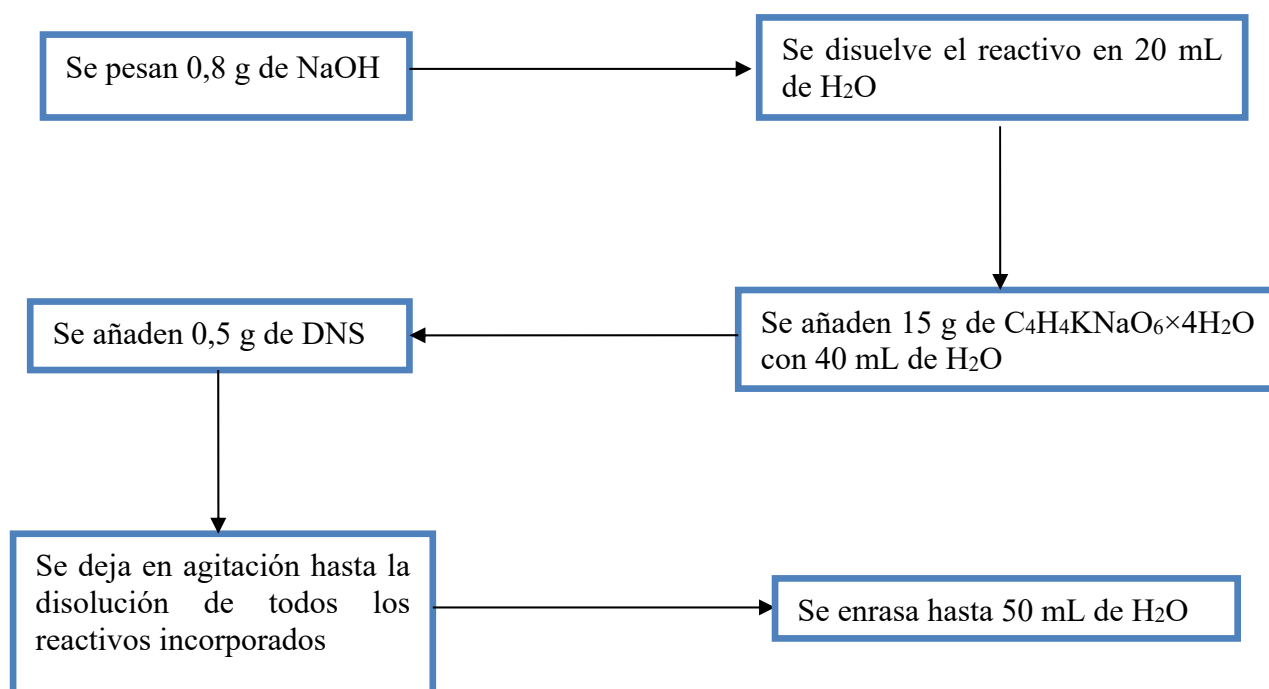 Se pesan 0,8 g de NaOH
Se disuelve el reactivo en 20 mL
de H₂O
Se añaden 15 g de C₄H₄KNaO₆×4H₂O
con 40 mL de H₂O
Se añaden 0,5 g de DNS
Se deja en agitación hasta la
disolución de todos los
reactivos incorporados
Se enrasa hasta 50 mL de H₂O